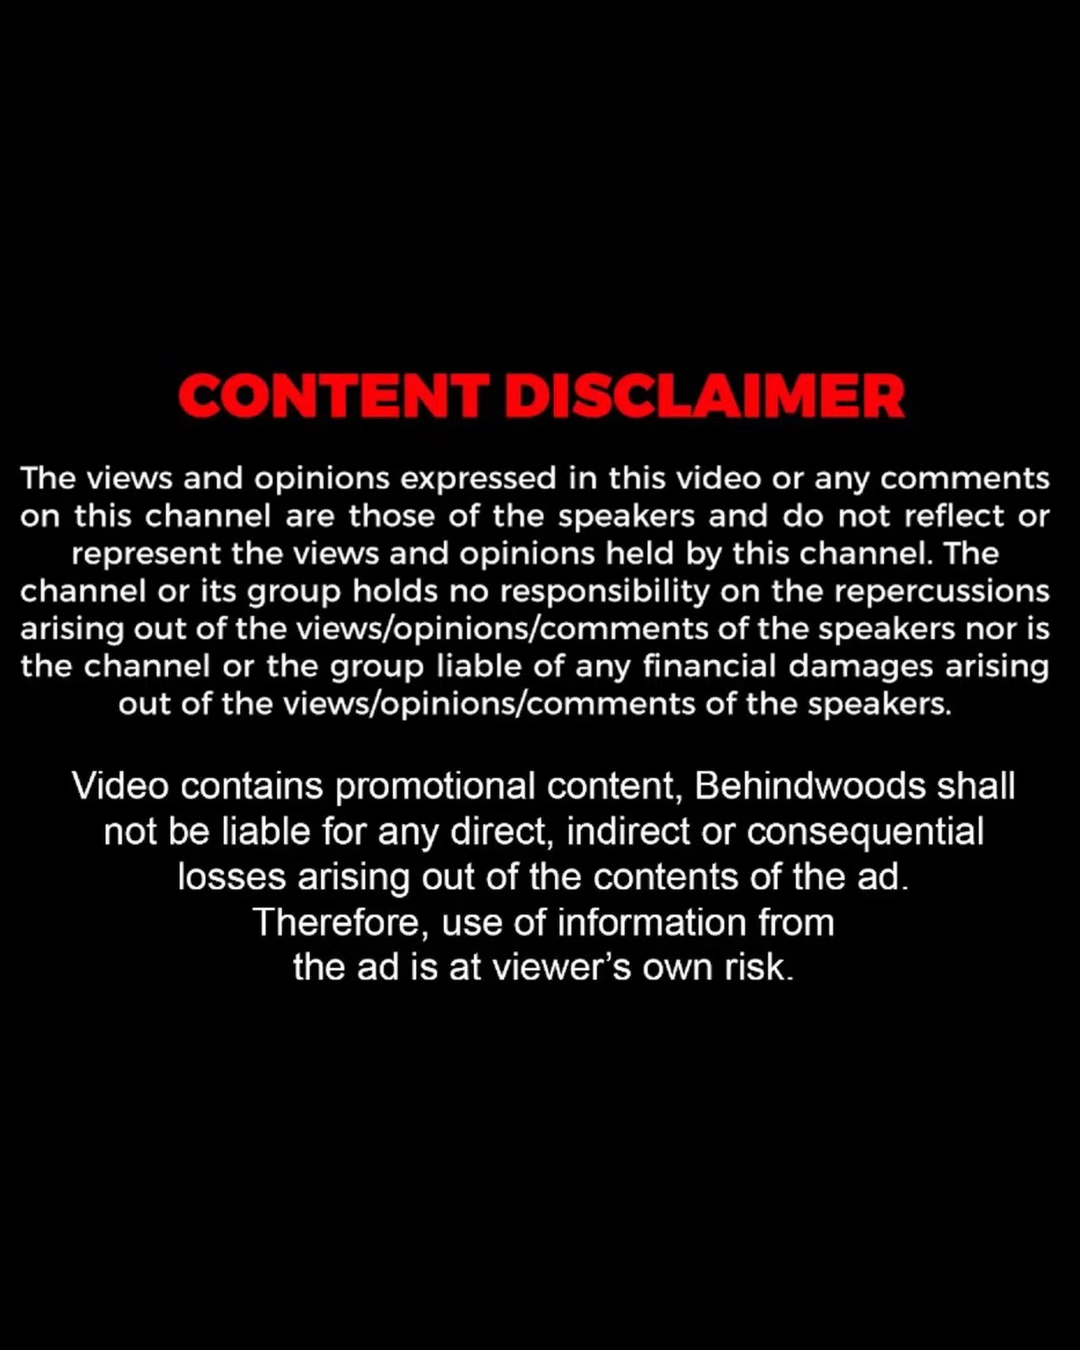 CONTENT DISCLAIMER
The views and opinions expressed in this video or any comments
on this channel are those of the speakers and do not reflect or
represent the views and opinions held by this channel. The
channel or its group holds no responsibility on the repercussions
arising out of the views/opinions/comments of the speakers nor is
the channel or the group liable of any financial damages arising
out of the views/opinions/comments of the speakers.
Video contains promotional content, Behindwoods shall
not be liable for any direct, indirect or consequential
losses arising out of the contents of the ad.
Therefore, use of information from
the ad is at viewer’s own risk.